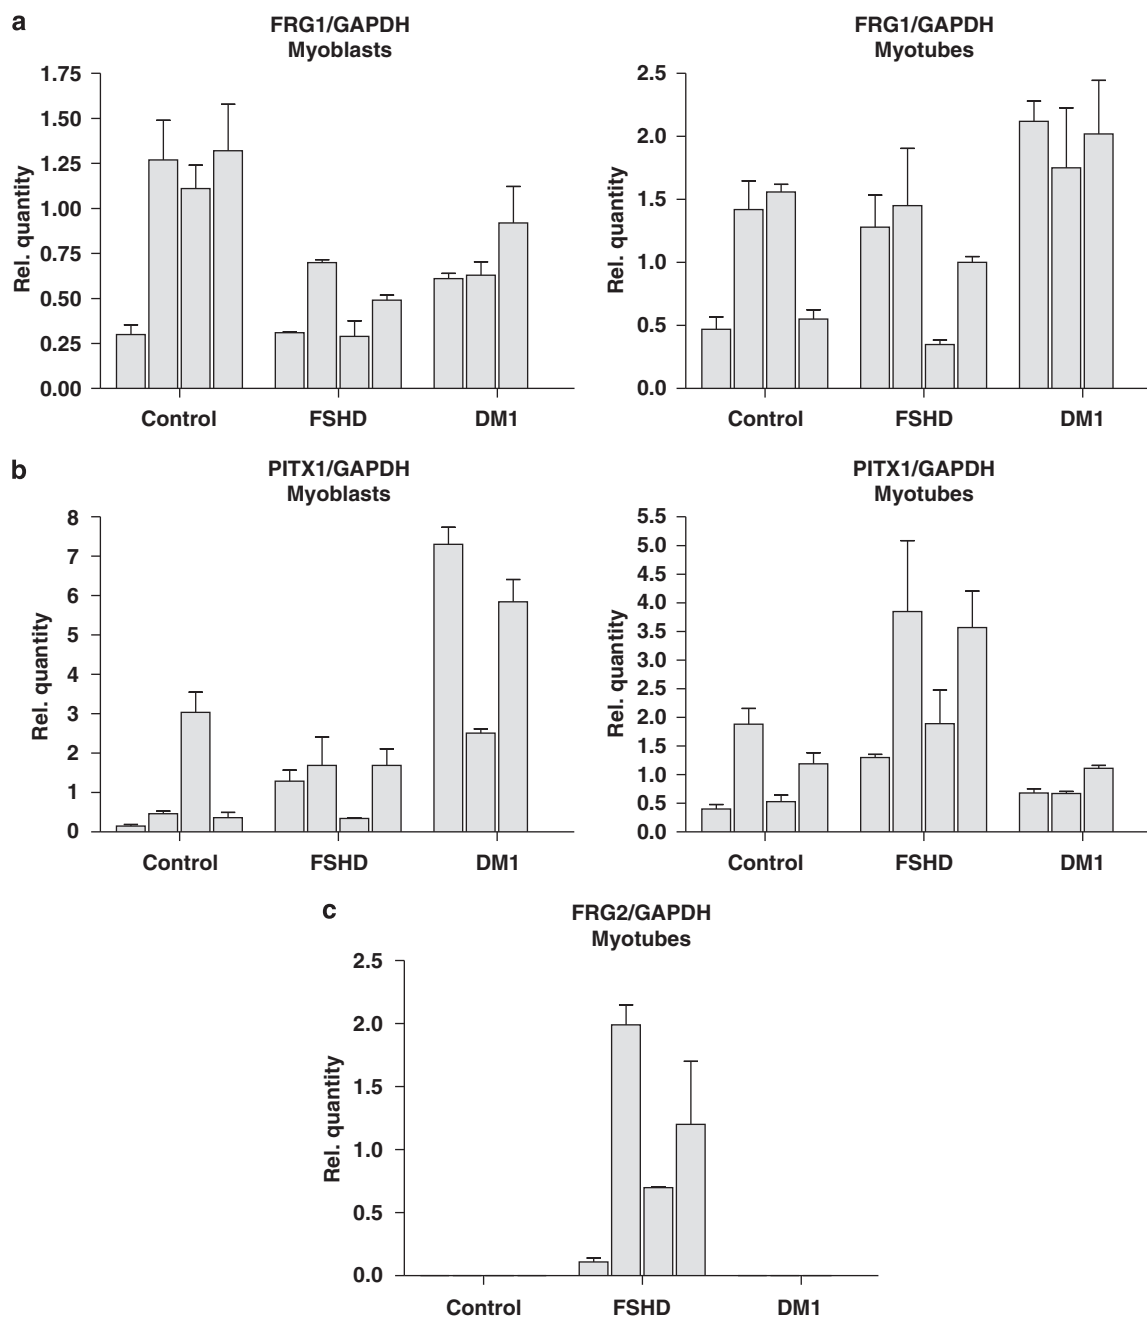 a
FRG1/GAPDH
Myoblasts
Rel. quantity
1.75
1.50
1.25
1.00
0.75
0.50
0.25
0.00
Control FSHD DM1
FRG1/GAPDH
Myotubes
Rel. quantity
2.5
2.0
1.5
1.0
0.5
0.0
Control FSHD DM1
b
PITX1/GAPDH
Myoblasts
Rel. quantity
8
7
6
5
4
3
2
1
0
Control FSHD DM1
PITX1/GAPDH
Myotubes
Rel. quantity
5.5
5.0
4.5
4.0
3.5
3.0
2.5
2.0
1.5
1.0
0.5
0.0
Control FSHD DM1
c
FRG2/GAPDH
Myotubes
Rel. quantity
2.5
2.0
1.5
1.0
0.5
0.0
Control FSHD DM1